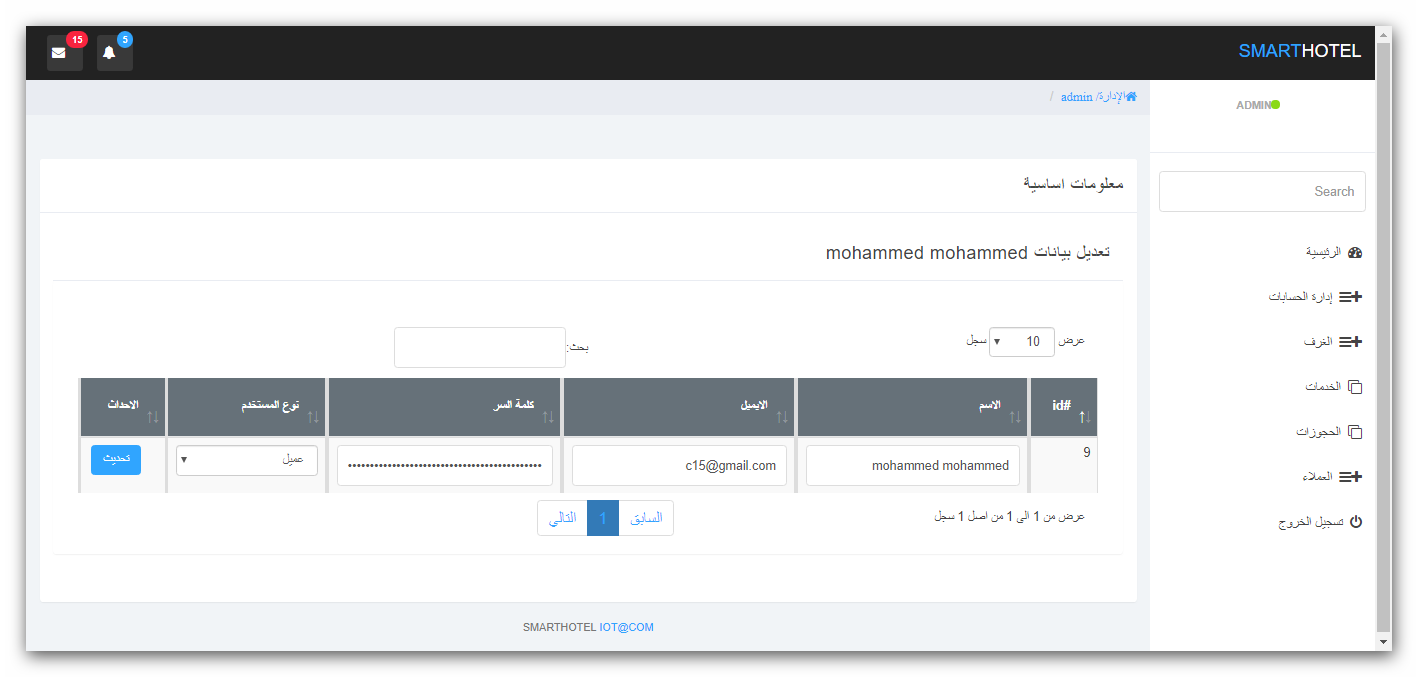 SMARTHOTEL
5
15
ADMIN
Search
الرئيسية
إدارة الحسابات
الغرف
الخدمات
الحجوزات
العملاء
تسجيل الخروج
الإدارة/ admin /
معلومات اساسية
تعديل بيانات mohammed mohammed
عرض 10 سجل
بحث:
id# الاسم الايميل كلمة السر نوع المستخدم الاحداث
9 mohammed mohammed c15@gmail.com •••••••••••••••••••••••••••••••••••••••••••• عميل تحديث
عرض من 1 الى 1 من اصل 1 سجل
السابق 1 التالي
SMARTHOTEL IOT@COM